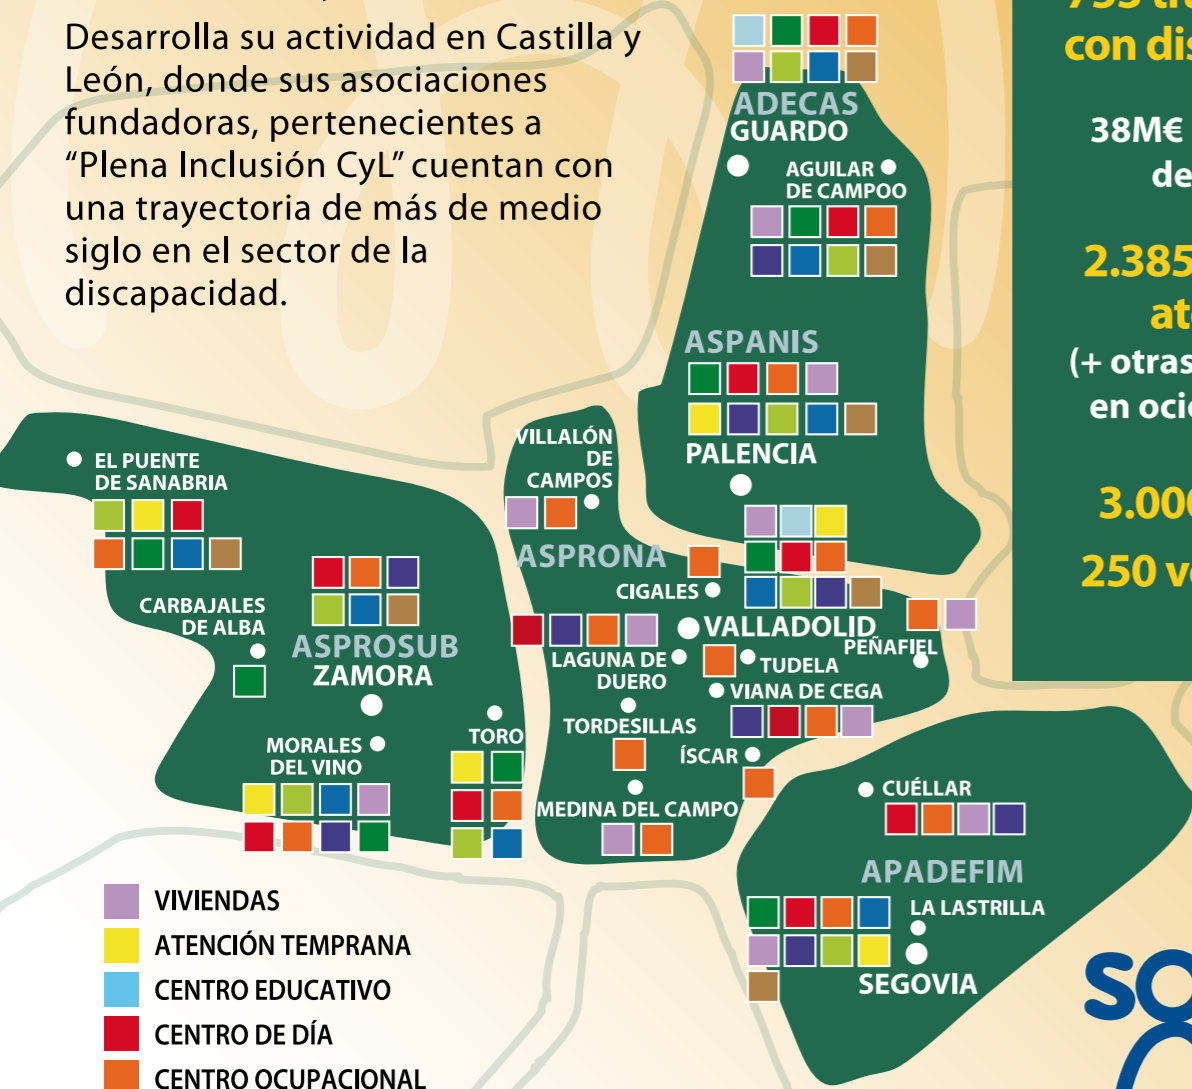 Desarrolla su actividad en Castilla y
León, donde sus asociaciones
fundadoras, pertenecientes a
“Plena Inclusión CyL” cuentan con
una trayectoria de más de medio
siglo en el sector de la
discapacidad.
con dis
38M€
de
2.385
(+ otras
en ocio
3.000
250 v
ADECAS
GUARDO
AGUILAR
DE CAMPOO
ASPANIS
PALENCIA
VILLALÓN
DE
CAMPOS
EL PUENTE
DE SANABRIA
ASPRONA
CIGALES
CARBAJALES
DE ALBA
ASPROSUB
ZAMORA
VALLADOLID
PEÑAFIEL
LAGUNA DE
DUERO
TUDELA
VIANA DE CEGA
TORDESILLAS
TORO
MORALES
DEL VINO
ÍSCAR
MEDINA DEL CAMPO
CUÉLLAR
APADEFIM
LA LASTRILLA
SEGOVIA
VIVIENDAS
ATENCIÓN TEMPRANA
CENTRO EDUCATIVO
CENTRO DE DÍA
CENTRO OCUPACIONAL
so